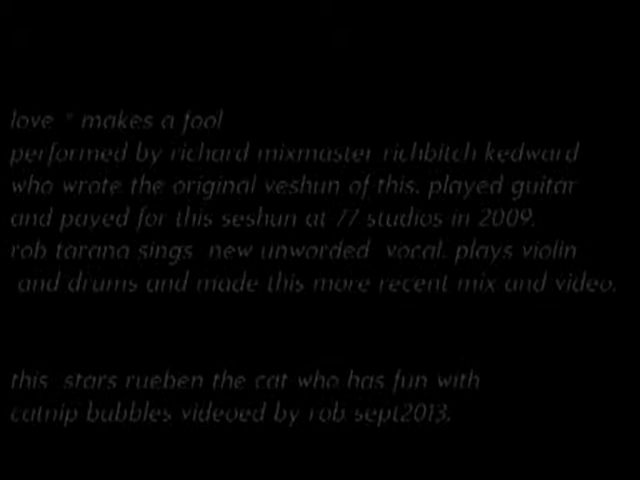 love " makes a fool
performed by richard mixmaster richbitch kedward
who wrote the original veshun of this. played guitar
and payed for this seshun at 77 studios in 2009.
rob tarana sings new unworded vocal. plays violin
and drums and made this more recent mix and video.
this stars rueben the cat who has fun with
catnip bubbles videoed by rob sept2013.